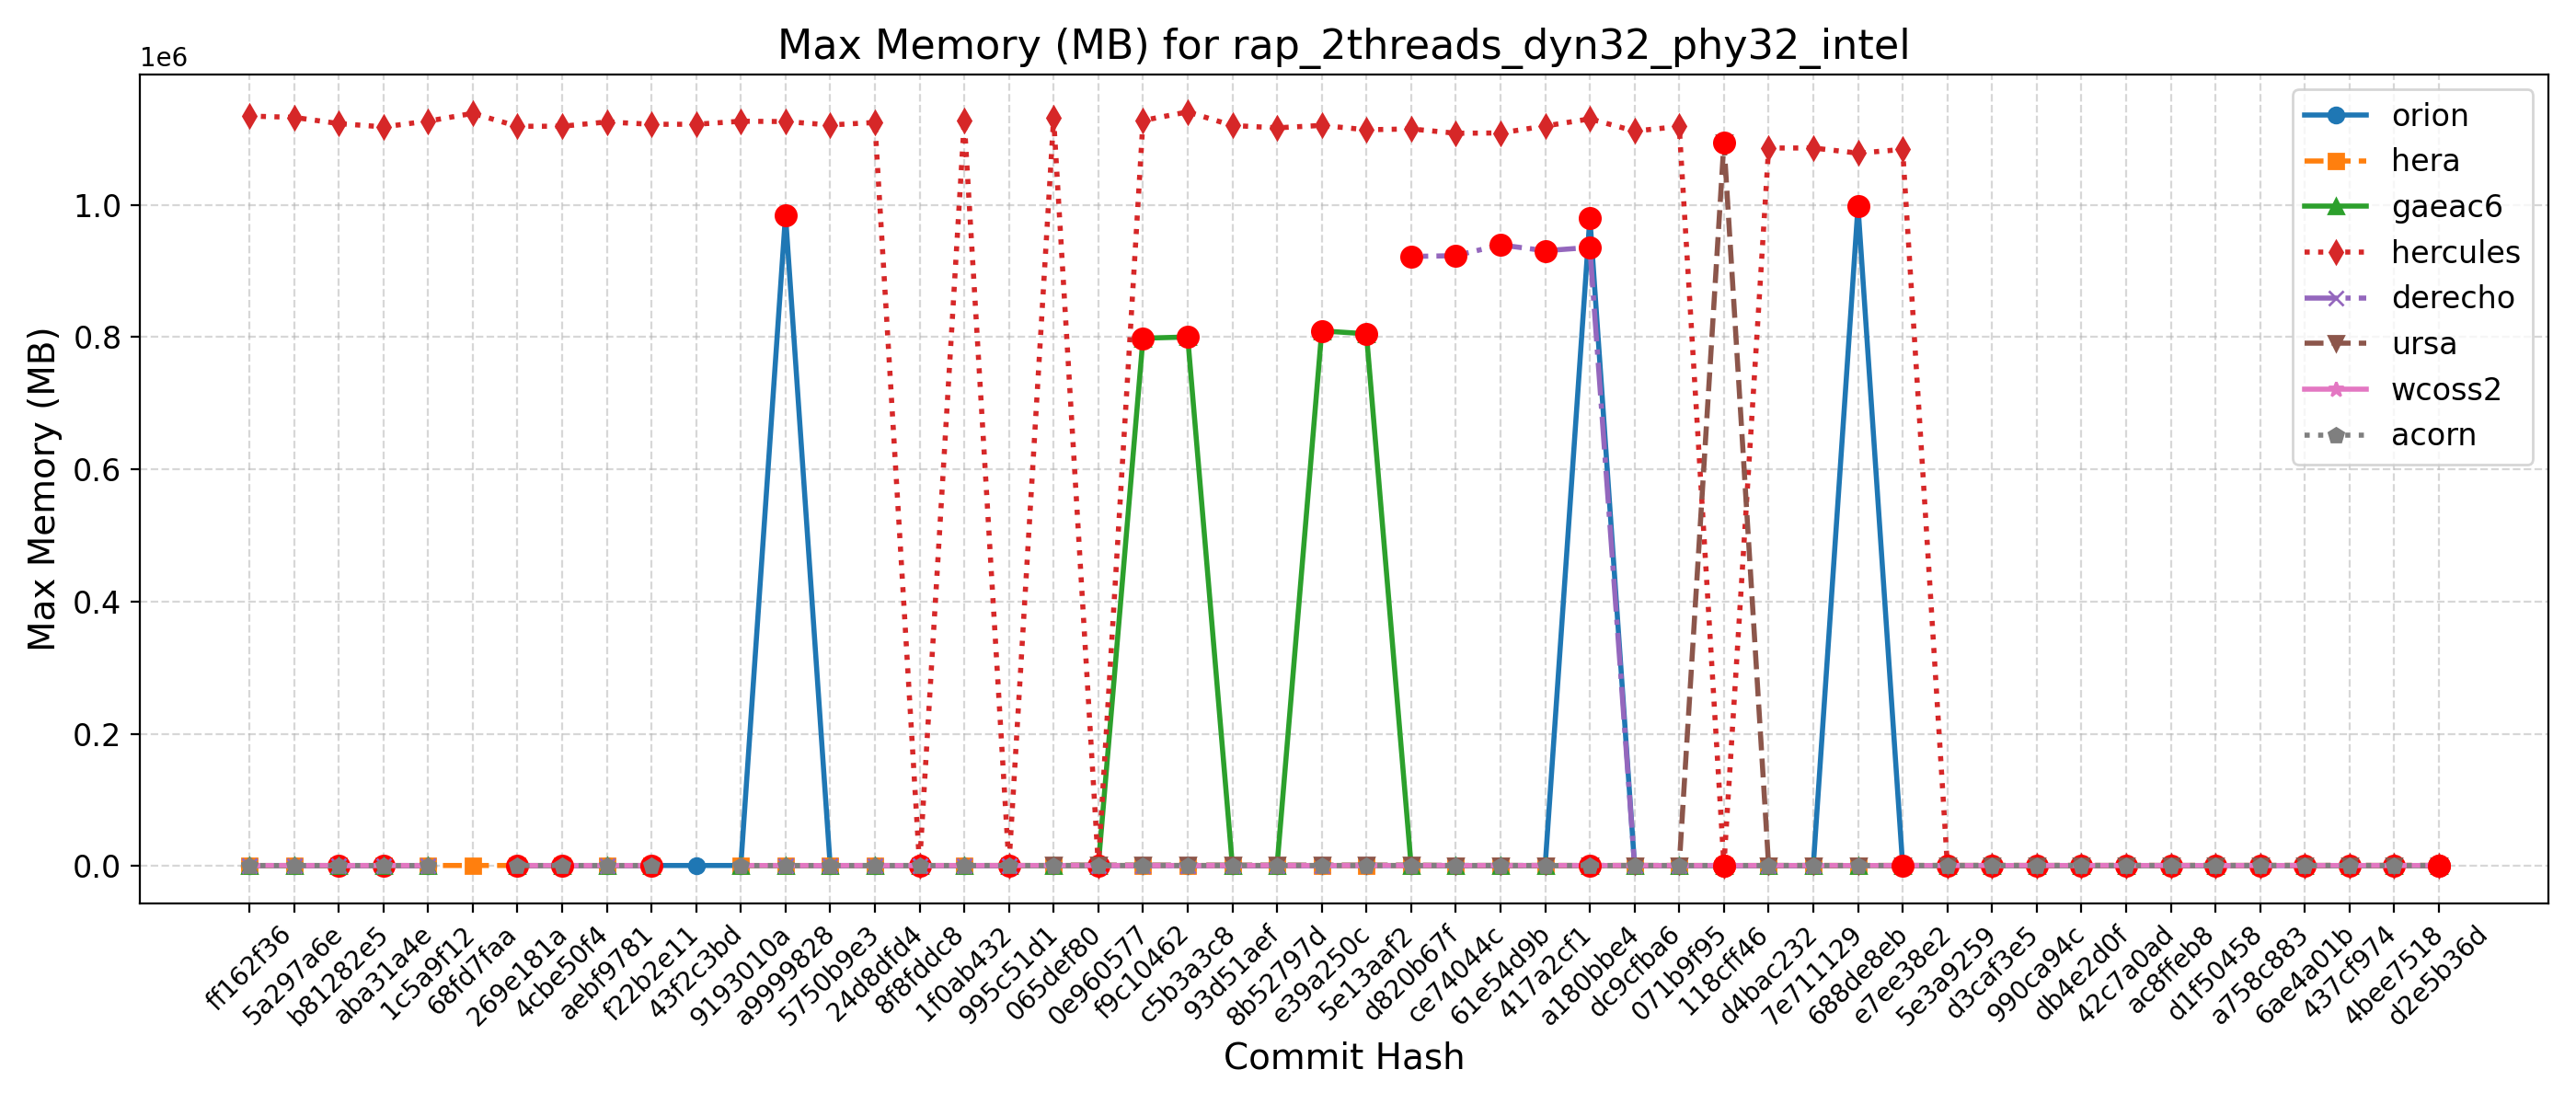 Max Memory (MB) for rap_2threads_dyn32_phy32_intel
1e6
Max Memory (MB)
1.0
0.8
0.6
0.4
0.2
0.0
orion
hera
gaeac6
hercules
derecho
ursa
wcoss2
acorn
ff162f36
5a297a6e
b81282e5
aba31a4e
1c5a9f12
68fd7faa
269e181a
4cbe50f4
aebf9781
f22b2e11
43f2c3bd
9193010a
a9999828
5750b9e3
24d8dfd4
8f8fddc8
1f0ab432
995c51d1
065def80
0e960577
f9c10462
c5b3a3c8
93d51aef
8b52797d
e39a250c
5e13aaf2
d820b67f
ce74044c
61e54d9b
417a2cf1
a180bbe4
dc9cfba6
071b9f95
118cff46
d4bac232
7e711129
688de8eb
e7ee38e2
5e3a9259
d3caf3e5
990ca94c
db4e2d0f
42c7a0ad
ac8ffeb8
d1f50458
a758c883
6ae4a01b
437cf974
4bee7518
d2e5b36d
Commit Hash